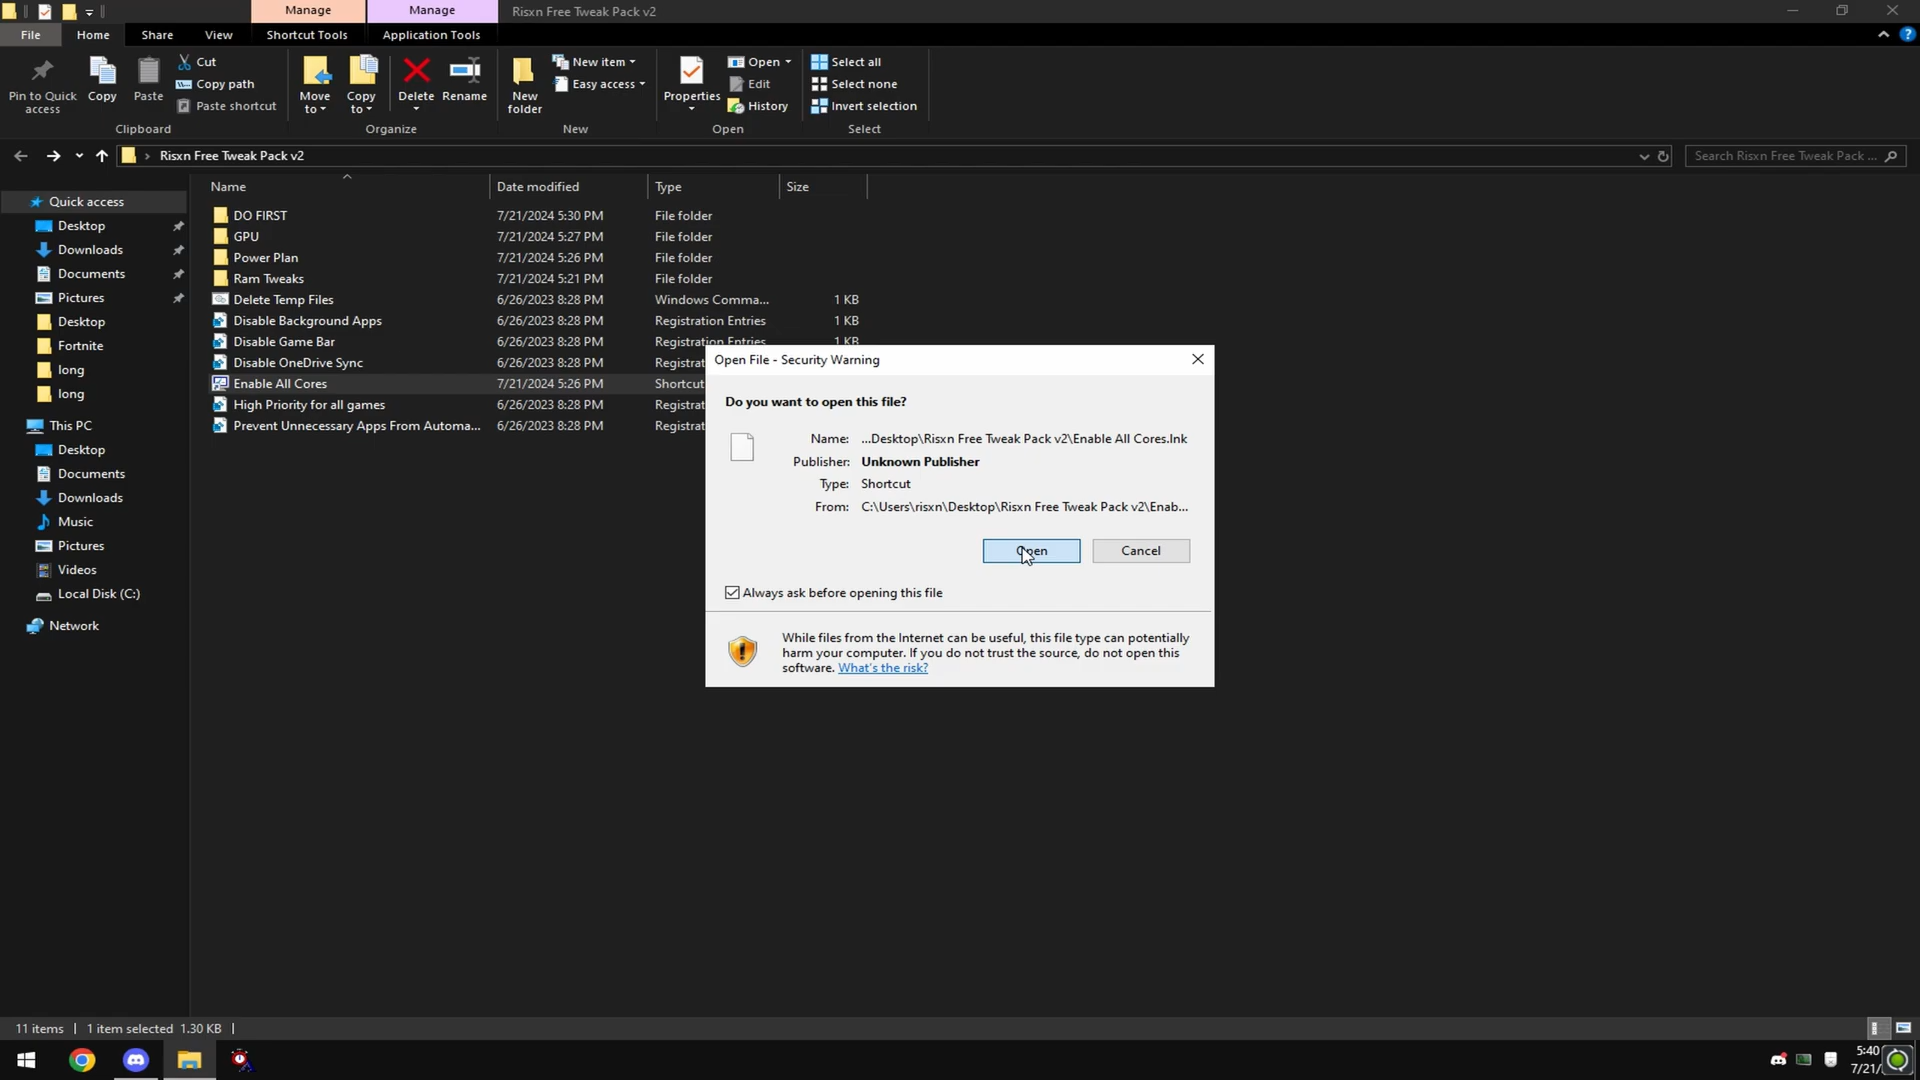 Manage
Manage
Risxn Free Tweak Pack v2
File
Home
Share
View
Shortcut Tools
Application Tools
Pin to Quick access
Copy
Paste
Cut
Copy path
Paste shortcut
Clipboard
Move to
Copy to
Delete
Rename
Organize
New folder
New item
Easy access
New
Properties
Open
Edit
History
Open
Select all
Select none
Invert selection
Select
Risxn Free Tweak Pack v2
Search Risxn Free Tweak Pack ...
Name Date modified Type Size
DO FIRST 7/21/2024 5:30 PM File folder
GPU 7/21/2024 5:27 PM File folder
Power Plan 7/21/2024 5:26 PM File folder
Ram Tweaks 7/21/2024 5:21 PM File folder
Delete Temp Files 6/26/2023 8:28 PM Windows Comma... 1 KB
Disable Background Apps 6/26/2023 8:28 PM Registration Entries 1 KB
Disable Game Bar 6/26/2023 8:28 PM Registration Entries 1 KB
Disable OneDrive Sync 6/26/2023 8:28 PM Registrat
Enable All Cores 7/21/2024 5:26 PM Shortcut
High Priority for all games 6/26/2023 8:28 PM Registrat
Prevent Unnecessary Apps From Automa... 6/26/2023 8:28 PM Registrat
Quick access
Desktop
Downloads
Documents
Pictures
Desktop
Fortnite
long
long
This PC
Desktop
Documents
Downloads
Music
Pictures
Videos
Local Disk (C:)
Network
Open File - Security Warning
Do you want to open this file?
Name: ...Desktop\Risxn Free Tweak Pack v2\Enable All Cores.lnk
Publisher: Unknown Publisher
Type: Shortcut
From: C:\Users\risxn\Desktop\Risxn Free Tweak Pack v2\Enab...
Open
Cancel
Always ask before opening this file
While files from the Internet can be useful, this file type can potentially
harm your computer. If you do not trust the source, do not open this
software. What's the risk?
11 items 1 item selected 1.30 KB
5:40
7/21/